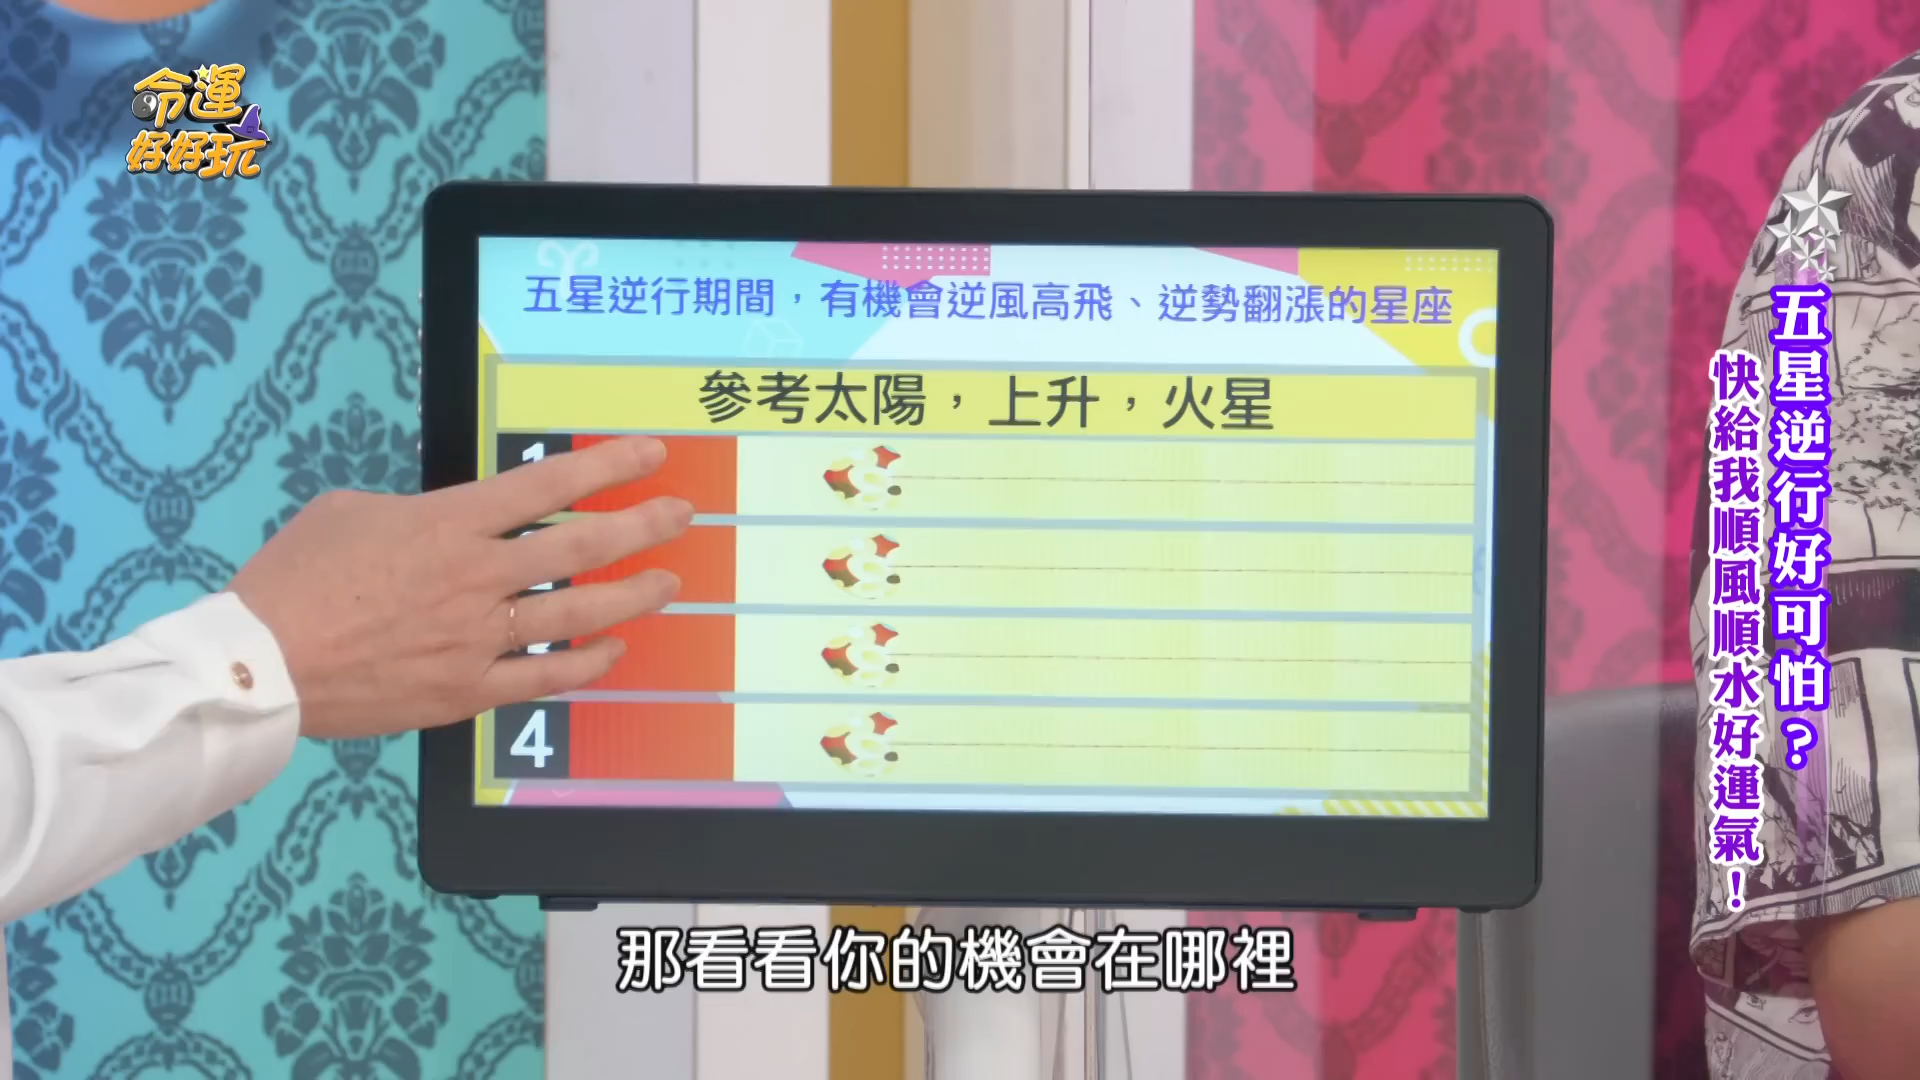 命運
好好玩
五星逆行期間，有機會逆風高飛、逆勢翻漲的星座
參考太陽，上升，火星
1
4
五星逆行好可怕？
快給我順風順水好運氣！
那看看你的機會在哪裡